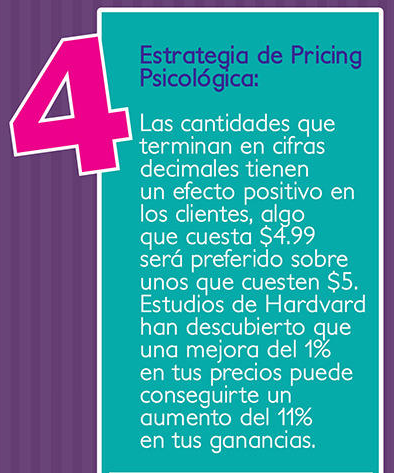 4
Estrategia de Pricing
Psicológica:
Las cantidades que
terminan en cifras
decimales tienen
un efecto positivo en
los clientes, algo
que cuesta $4.99
será preferido sobre
unos que cuesten $5.
Estudios de Hardvard
han descubierto que
una mejora del 1%
en tus precios puede
conseguirte un
aumento del 11%
en tus ganancias.